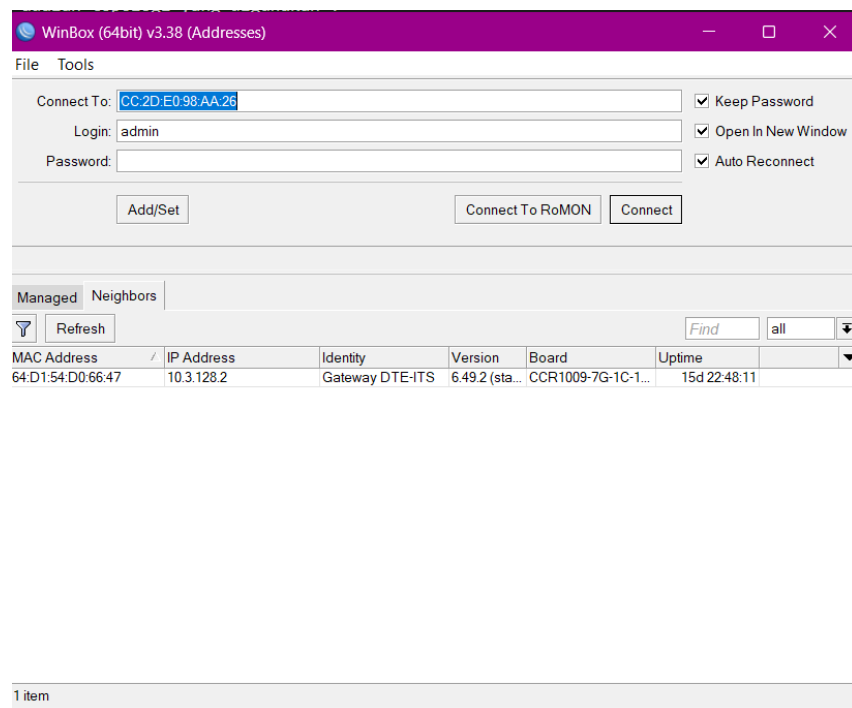 WinBox (64bit) v3.38 (Addresses)
File Tools
Connect To: CC:2D:E0:98:AA:26
Keep Password
Login: admin
Open In New Window
Password:
Auto Reconnect
Add/Set
Connect To RoMON
Connect
Managed
Neighbors
Refresh
Find
all
MAC Address IP Address Identity Version Board Uptime
64:D1:54:D0:66:47 10.3.128.2 Gateway DTE-ITS 6.49.2 (sta... CCR1009-7G-1C-1... 15d 22:48:11
1 item